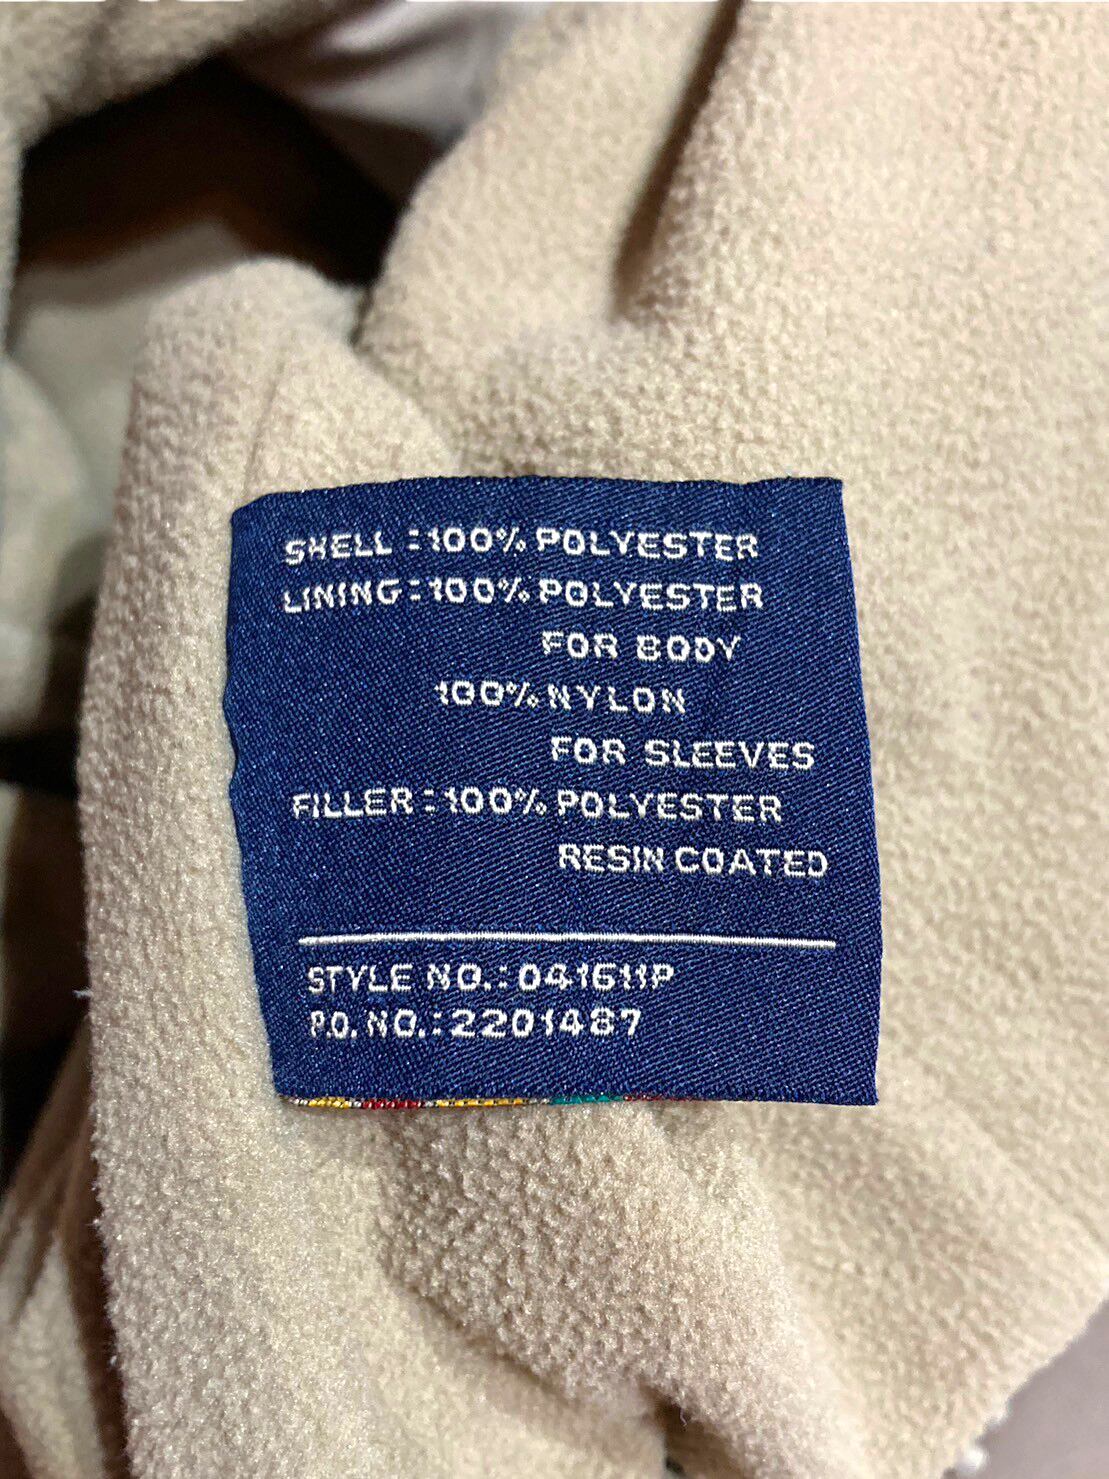 SHELL : 100% POLYESTER
LINING : 100% POLYESTER
FOR BODY
100% NYLON
FOR SLEEVES
FILLER : 100% POLYESTER
RESIN COATED
STYLE NO.: 041611P
P.O. NO.: 2201487